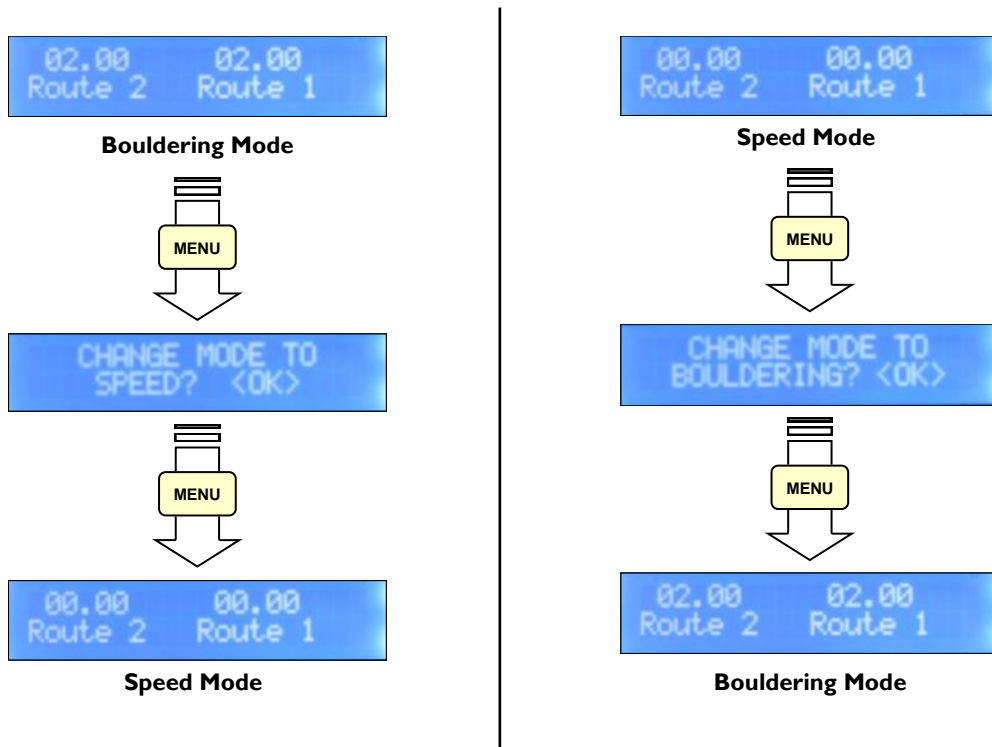 02.00 02.00
Route 2 Route 1
Bouldering Mode
MENU
CHANGE MODE TO
SPEED? <OK>
MENU
00.00 00.00
Route 2 Route 1
Speed Mode
00.00 00.00
Route 2 Route 1
Speed Mode
MENU
CHANGE MODE TO
BOULDERING? <OK>
MENU
02.00 02.00
Route 2 Route 1
Bouldering Mode